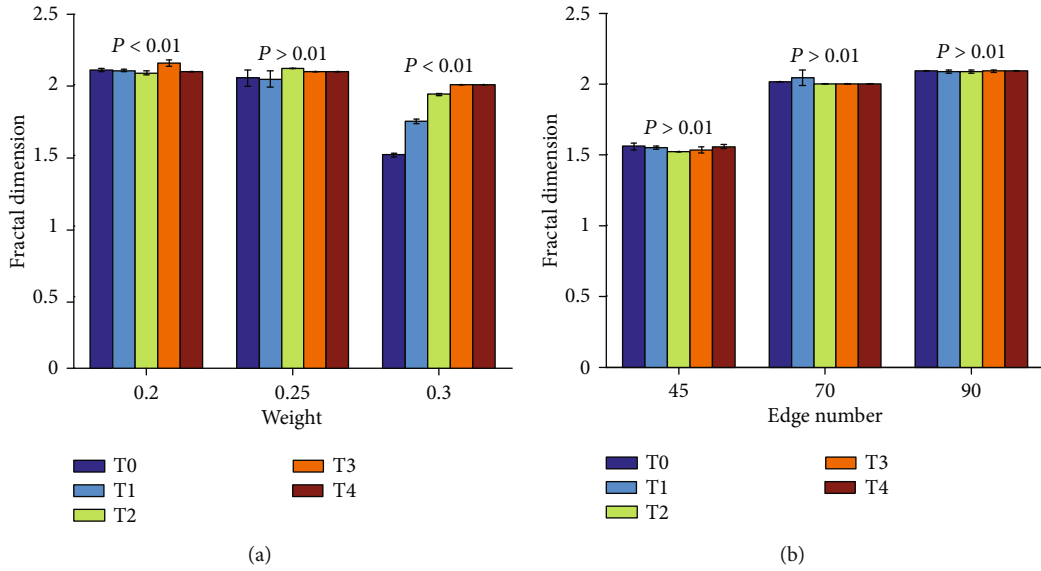 2.5
2
1.5
1
0.5
0
Fractal dimension
P < 0.01
P > 0.01
P < 0.01
0.2 0.25 0.3
Weight
T0 T3
T1 T4
T2
(a)
2.5
2
1.5
1
0.5
0
Fractal dimension
P > 0.01
P > 0.01
P > 0.01
45 70 90
Edge number
T0 T3
T1 T4
T2
(b)